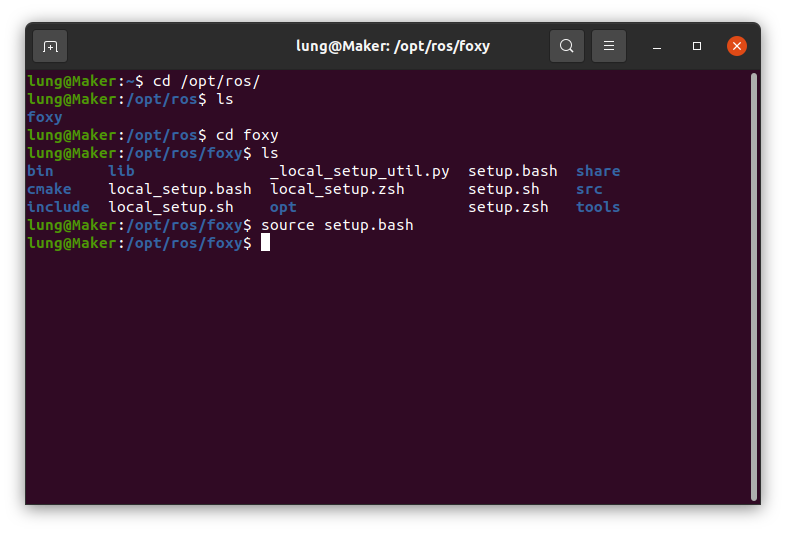 lung@Maker: /opt/ros/foxy
lung@Maker:~$ cd /opt/ros/
lung@Maker:/opt/ros$ ls
foxy
lung@Maker:/opt/ros$ cd foxy
lung@Maker:/opt/ros/foxy$ ls
bin      lib               _local_setup_util.py  setup.bash  share
cmake    local_setup.bash  local_setup.zsh       setup.sh    src
include  local_setup.sh    opt                   setup.zsh   tools
lung@Maker:/opt/ros/foxy$ source setup.bash
lung@Maker:/opt/ros/foxy$